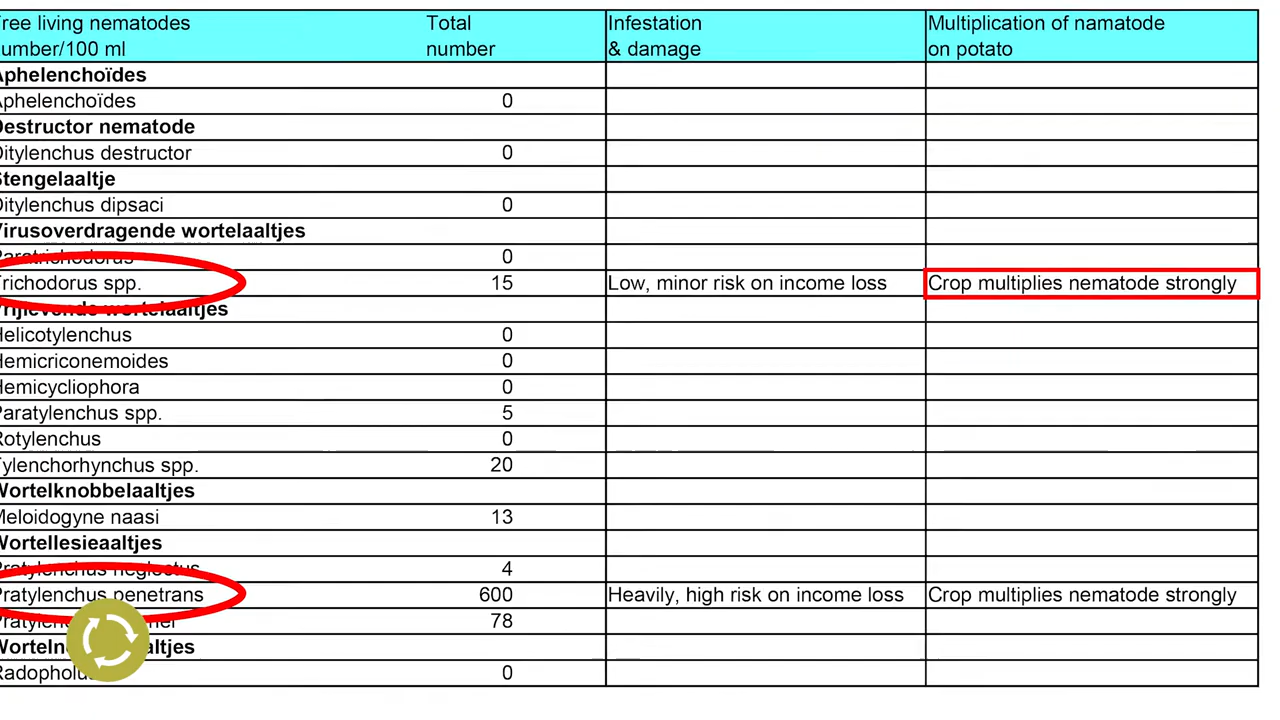 ree living nematodes Total Infestation Multiplication of namatode
umber/100 ml number & damage on potato
Aphelenchoïdes
Aphelenchoïdes 0
Destructor nematode
Ditylenchus destructor 0
Stengelaaltje
Ditylenchus dipsaci 0
Virusoverdragende wortelaaltjes
Paratrichodorus 0
Trichodorus spp. 15 Low, minor risk on income loss Crop multiplies nematode strongly
Vrijlevende wortelaaltjes
Helicotylenchus 0
Hemicriconemoides 0
Hemicycliophora 0
Paratylenchus spp. 5
Rotylenchus 0
Tylenchorhynchus spp. 20
Wortelknobbelaaltjes
Meloidogyne naasi 13
Wortellesieaaltjes
Pratylenchus neglectus 4
Pratylenchus penetrans 600 Heavily, high risk on income loss Crop multiplies nematode strongly
78
0